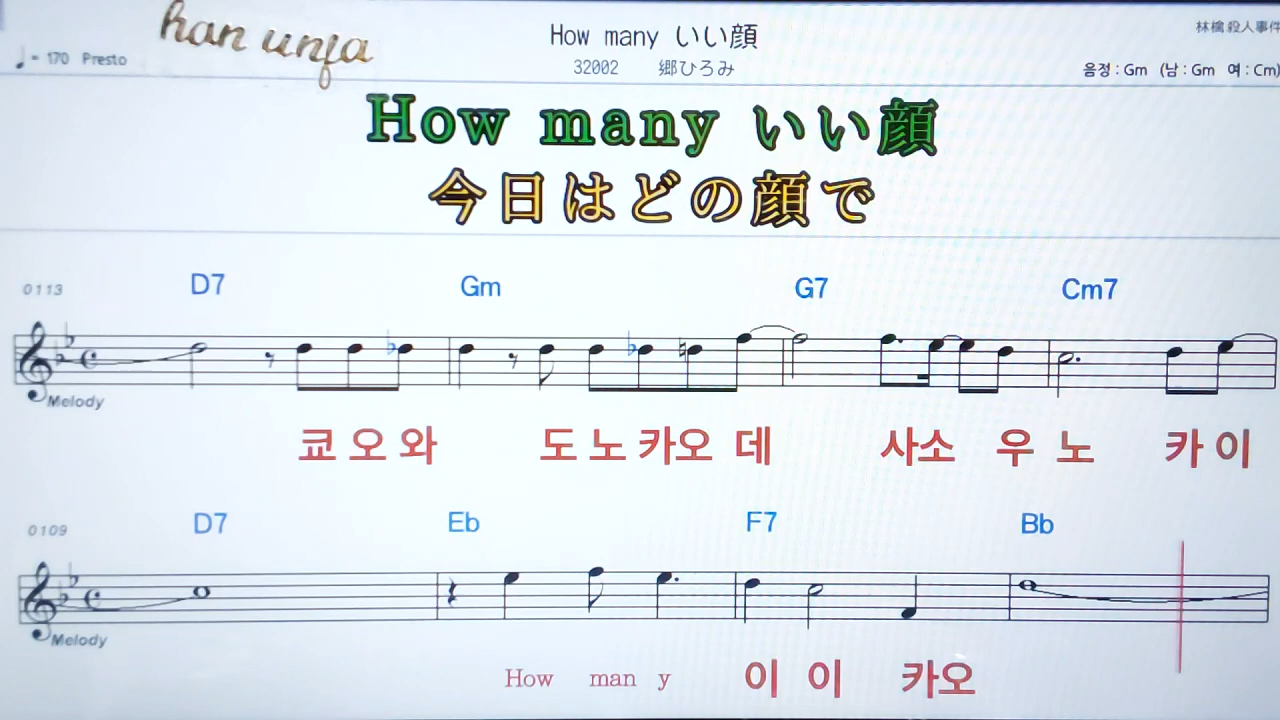 han unja
How many いい顔
林檎殺人事件
♩= 170 Presto
32002 郷ひろみ
음정 : Gm (남 : Gm 여 : Cm)
How many いい顔
今日はどの顔で
0113 D7 Gm G7 Cm7
Melody
쿄 오 와 도 노 카오 데 사소 우 노 카 이
0109 D7 Eb F7 Bb
Melody
How man y 이 이 카오